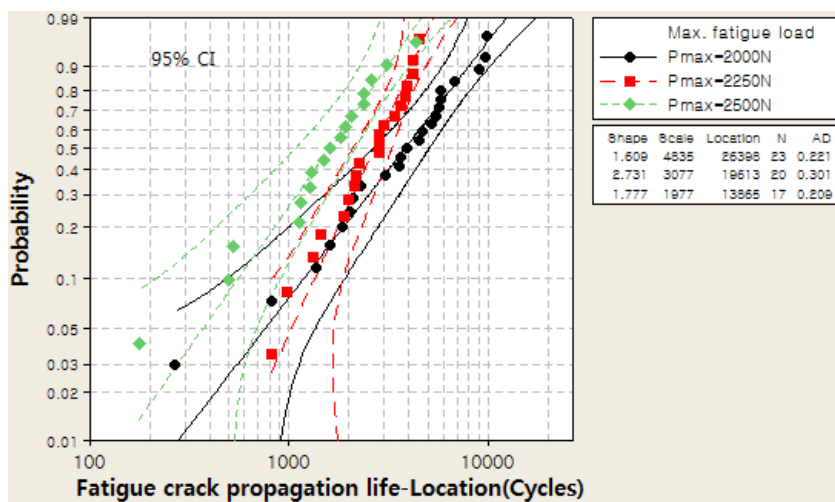 0.99
0.9
0.8
0.7
0.6
0.5
0.4
0.3
0.2
0.1
0.05
0.03
0.02
0.01
Probability
95% CI
100 1000 10000
Fatigue crack propagation life-Location(Cycles)
Max. fatigue load
Pmax-2000N
Pmax-2250N
Pmax-2500N
Shape Scale Location N AD
1.609 4835 26398 23 0.221
2.731 3077 19613 20 0.301
1.777 1977 13865 17 0.209